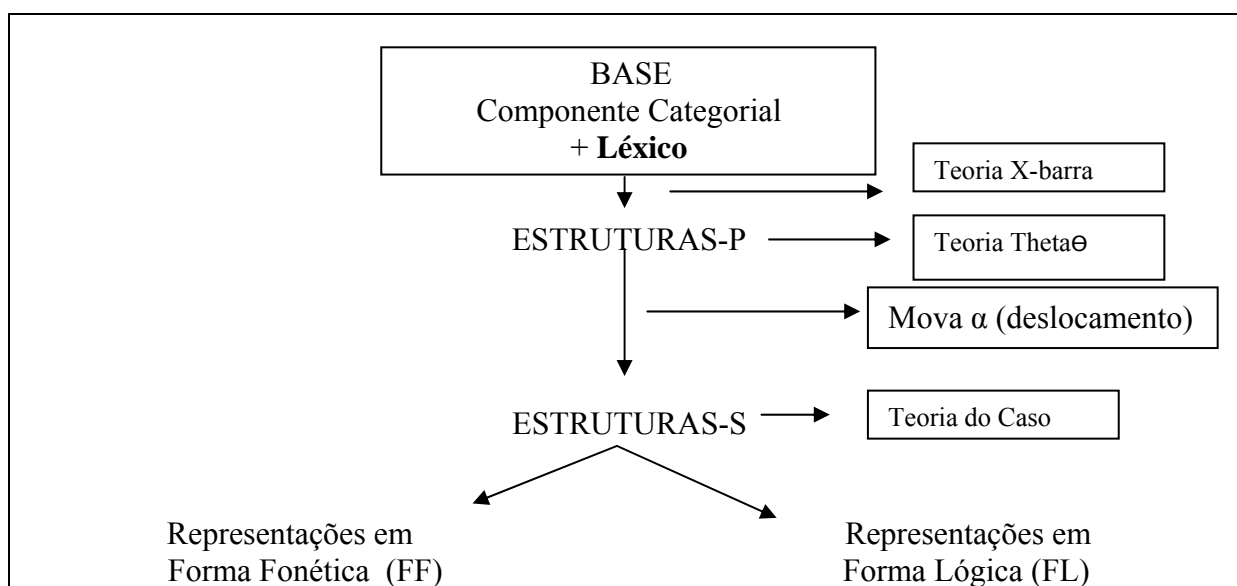 BASE
Componente Categorial
+ Léxico
Teoria X-barra
ESTRUTURAS-P
Teoria Thetaɵ
Mova α (deslocamento)
ESTRUTURAS-S
Teoria do Caso
Representações em
Forma Fonética (FF)
Representações em
Forma Lógica (FL)